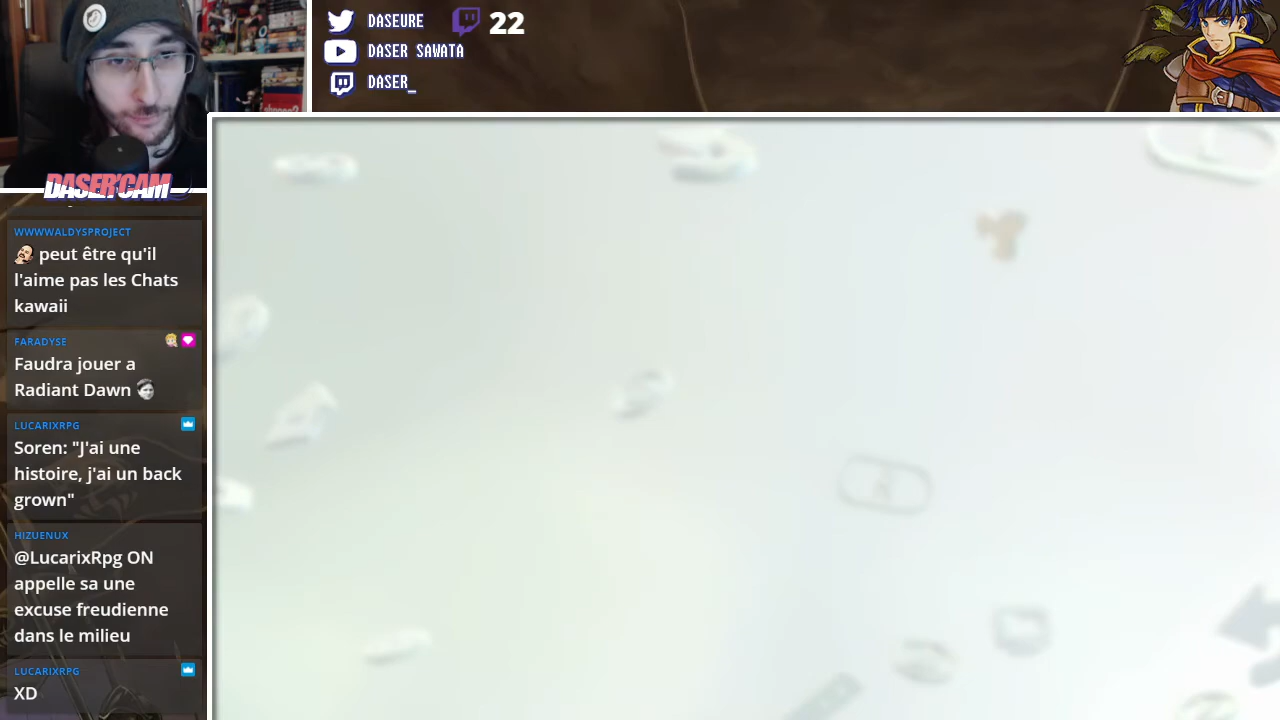 DASEURE 22
DASER SAWATA
DASER_
DASER'CAM
WWWWALDYSPROJECT
peut être qu'il
l'aime pas les Chats
kawaii
FARADYSE
Faudra jouer a
Radiant Dawn
LUCARIXRPG
Soren: "J'ai une
histoire, j'ai un back
grown"
HIZUENUX
@LucarixRpg ON
appelle sa une
excuse freudienne
dans le milieu
LUCARIXRPG
XD